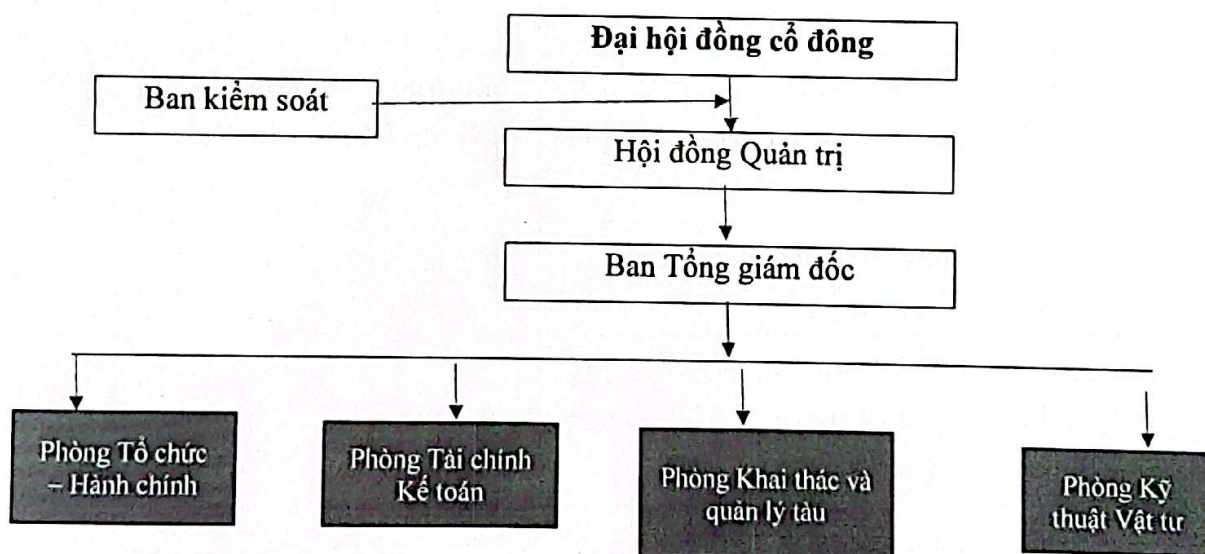 Đại hội đồng cổ đông
Ban kiểm soát
Hội đồng Quản trị
Ban Tổng giám đốc
Phòng Tổ chức
– Hành chính
Phòng Tài chính
Kế toán
Phòng Khai thác và
quản lý tàu
Phòng Kỹ
thuật Vật tư